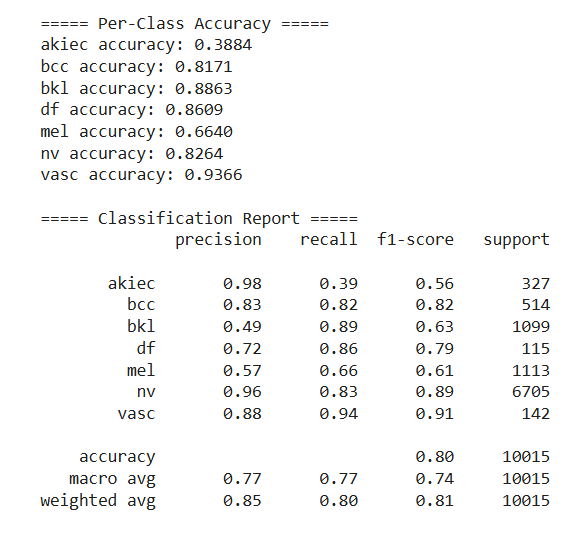 ===== Per-Class Accuracy =====
akiec accuracy: 0.3884
bcc accuracy: 0.8171
bkl accuracy: 0.8863
df accuracy: 0.8609
mel accuracy: 0.6640
nv accuracy: 0.8264
vasc accuracy: 0.9366
===== Classification Report =====
precision recall f1-score support
akiec 0.98 0.39 0.56 327
bcc 0.83 0.82 0.82 514
bkl 0.49 0.89 0.63 1099
df 0.72 0.86 0.79 115
mel 0.57 0.66 0.61 1113
nv 0.96 0.83 0.89 6705
vasc 0.88 0.94 0.91 142
accuracy 0.80 10015
macro avg 0.77 0.77 0.74 10015
weighted avg 0.85 0.80 0.81 10015